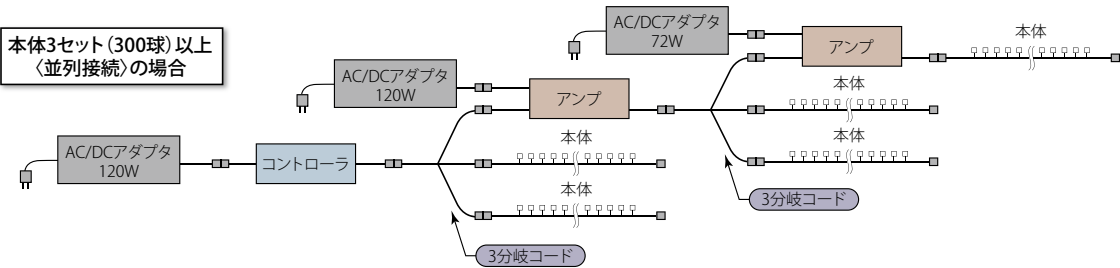 本体3セット（300球）以上
〈並列接続〉の場合
AC/DCアダプタ
120W
コントローラ
AC/DCアダプタ
120W
アンプ
本体
本体
3分岐コード
AC/DCアダプタ
72W
アンプ
本体
本体
本体
3分岐コード